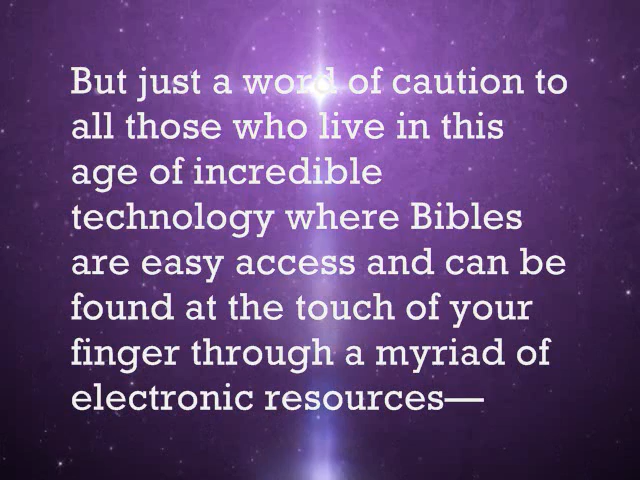 But just a word of caution to
all those who live in this
age of incredible
technology where Bibles
are easy access and can be
found at the touch of your
finger through a myriad of
electronic resources—